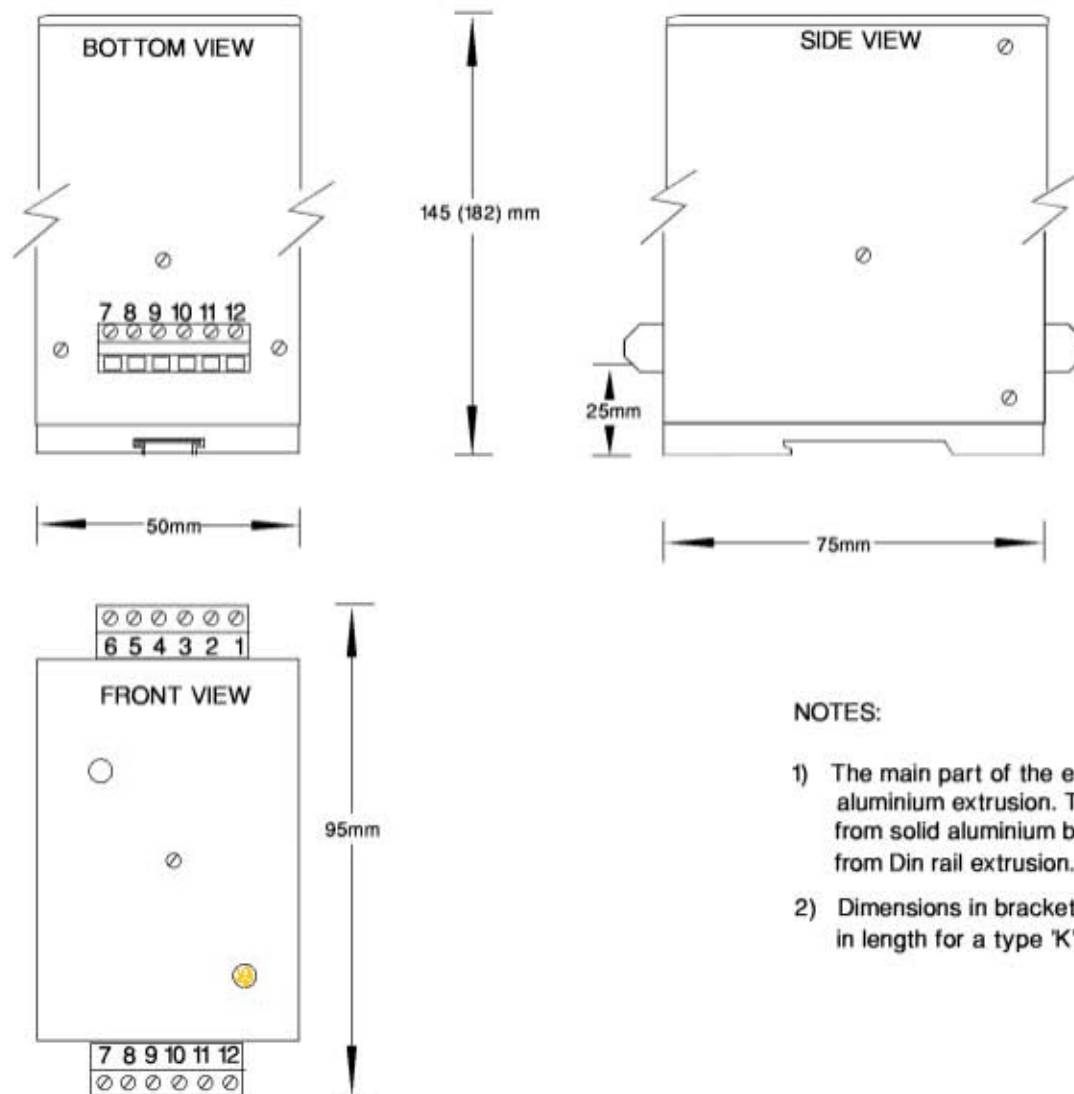 BOTTOM VIEW
SIDE VIEW
145 (182) mm
7 8 9 10 11 12
25mm
50mm
75mm
6 5 4 3 2 1
FRONT VIEW
95mm
7 8 9 10 11 12
NOTES:
1) The main part of the e
aluminium extrusion. T
from solid aluminium b
from Din rail extrusion.
2) Dimensions in bracket
in length for a type 'K'